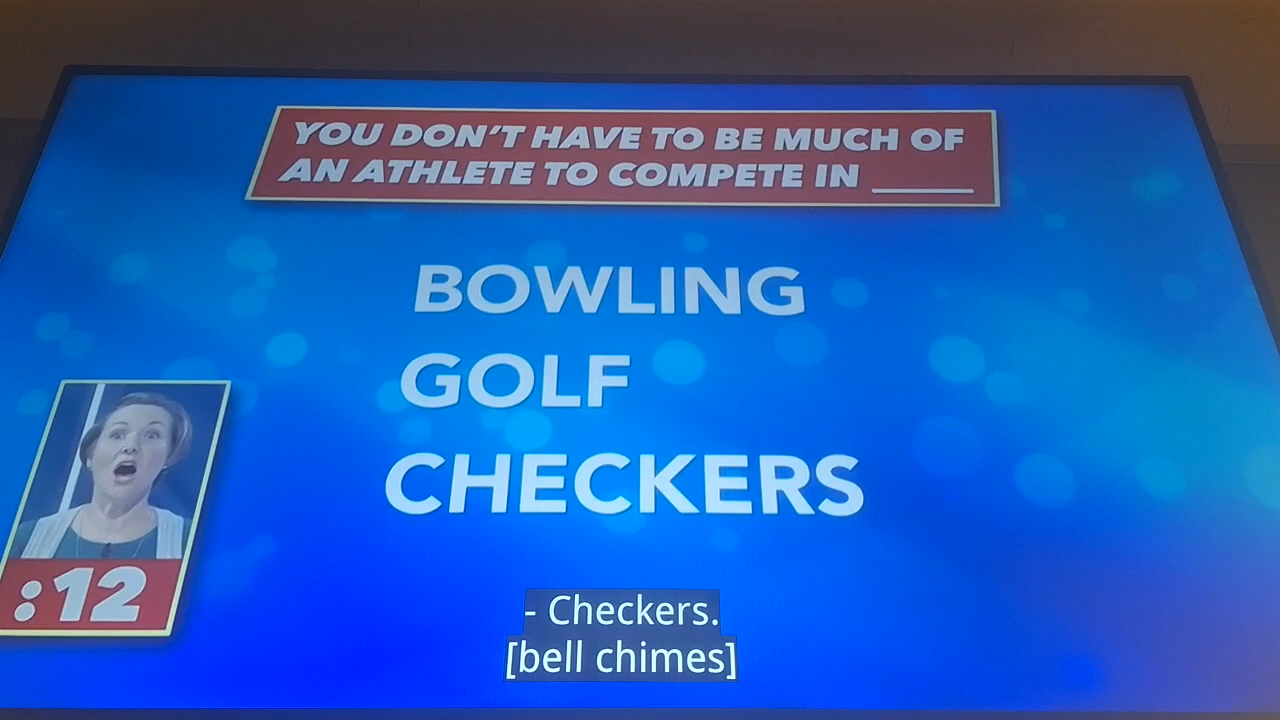 YOU DON'T HAVE TO BE MUCH OF
AN ATHLETE TO COMPETE IN _____
BOWLING
GOLF
CHECKERS
:12
- Checkers.
[bell chimes]